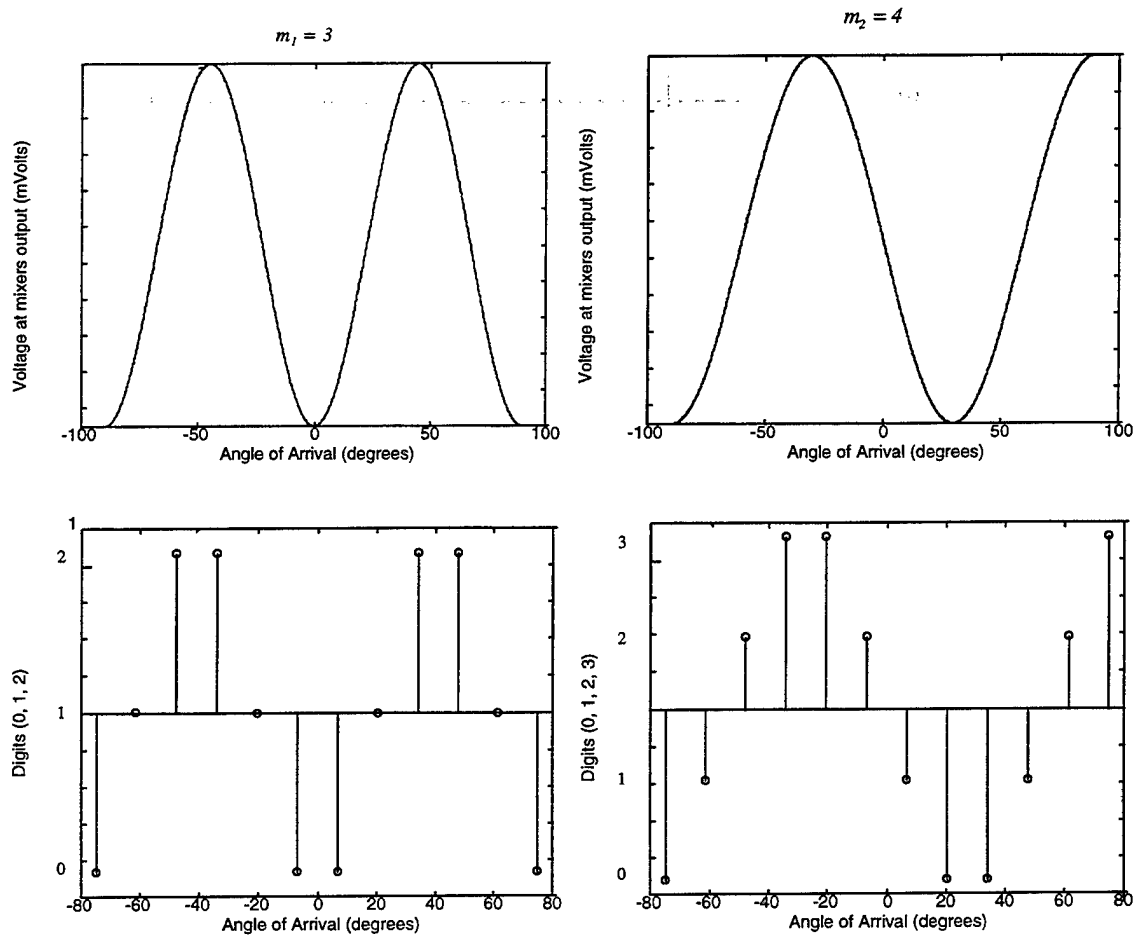 m₁ = 3
m₂ = 4
Voltage at mixers output (mVolts)
-100 -50 0 50 100
Angle of Arrival (degrees)
Voltage at mixers output (mVolts)
-100 -50 0 50 100
Angle of Arrival (degrees)
1
2
1
0
Digits (0, 1, 2)
-80 -60 -40 -20 0 20 40 60 80
Angle of Arrival (degrees)
3
2
1
0
Digits (0, 1, 2, 3)
-80 -60 -40 -20 0 20 40 60 80
Angle of Arrival (degrees)